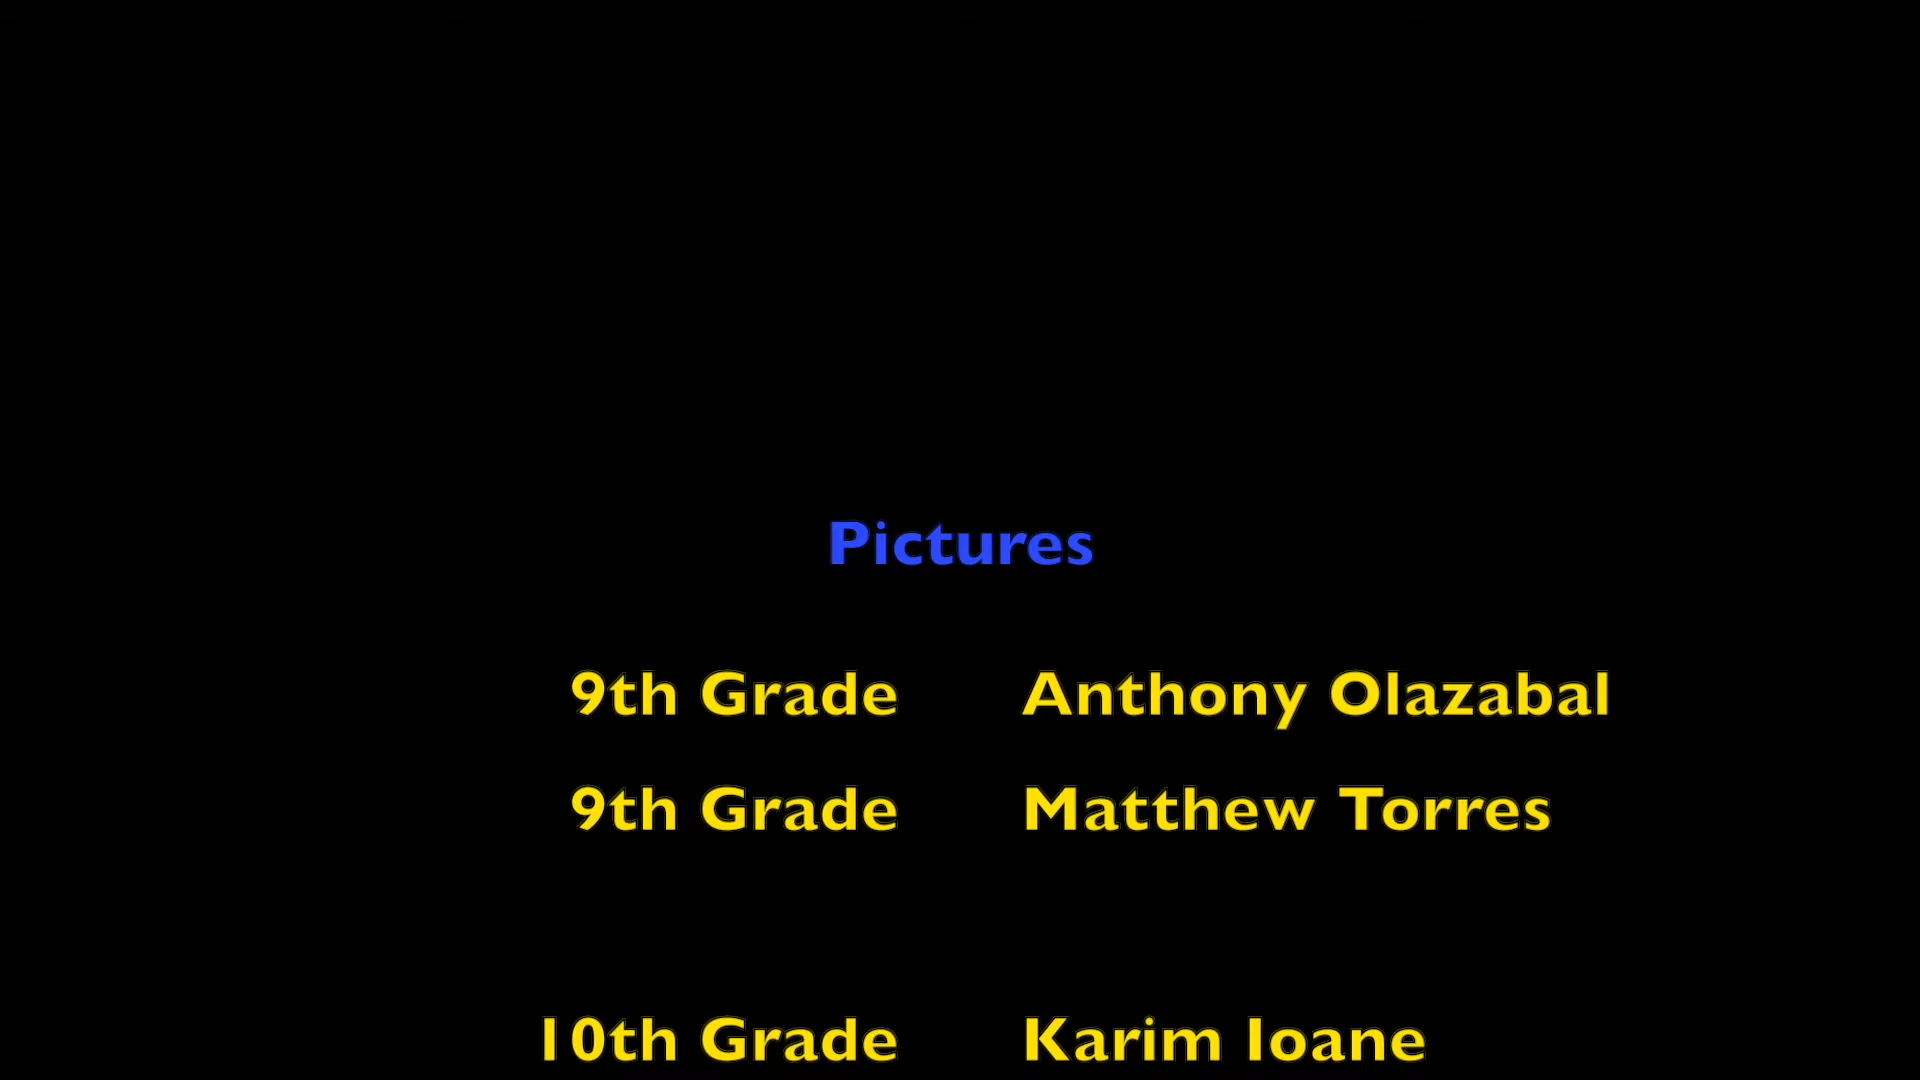 Pictures
9th Grade Anthony Olazabal
9th Grade Matthew Torres
10th Grade Karim Ioane